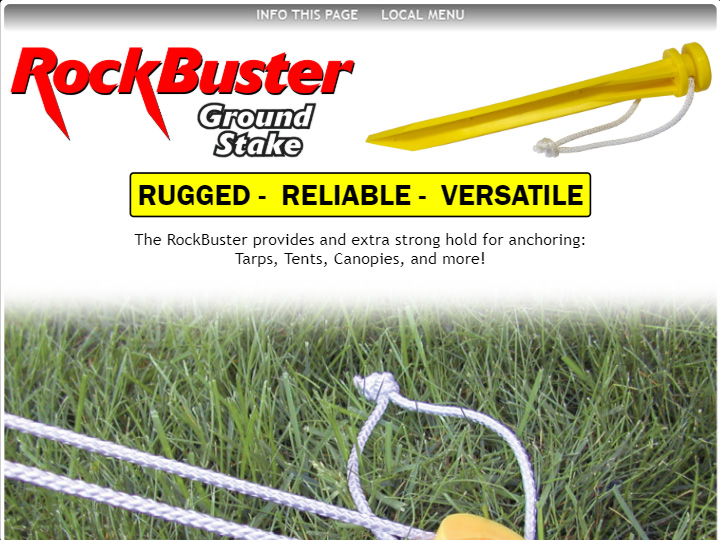 INFO THIS PAGE LOCAL MENU
RockBuster
Ground
Stake
RUGGED - RELIABLE - VERSATILE
The RockBuster provides and extra strong hold for anchoring:
Tarps, Tents, Canopies, and more!